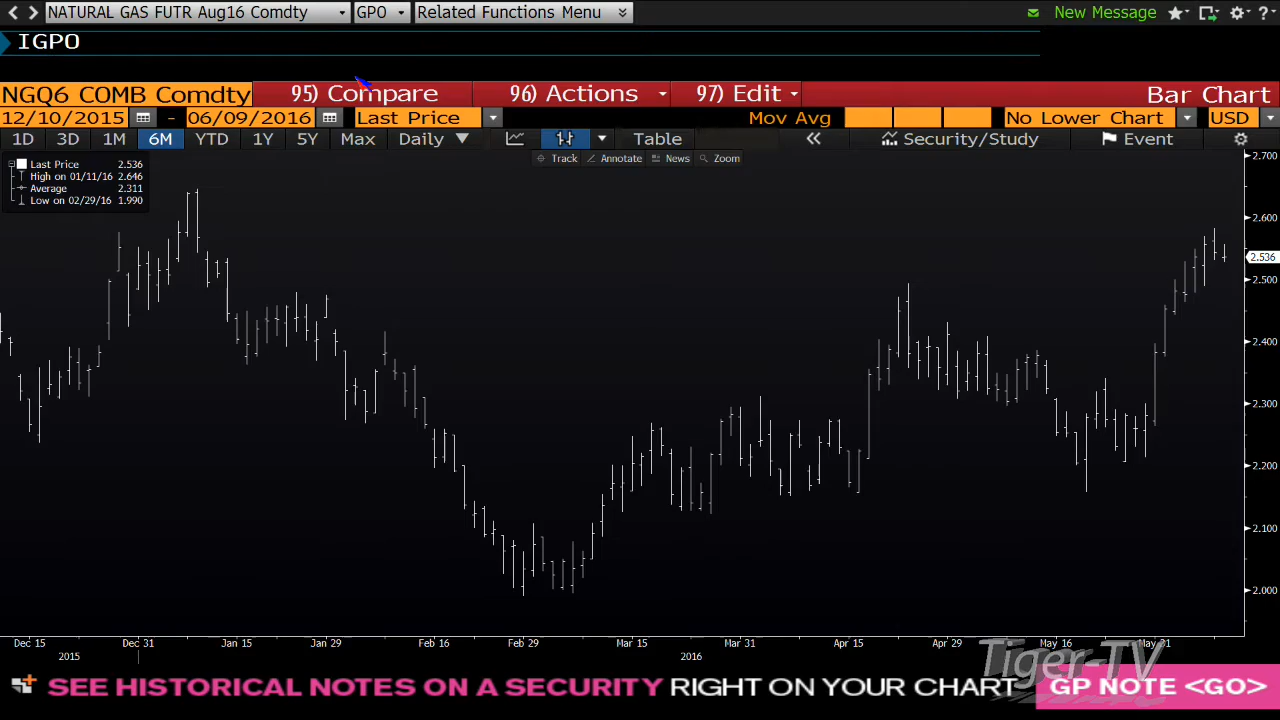 NATURAL GAS FUTR Aug16 Comdty GPO Related Functions Menu New Message ?
IGPO
NGQ6 COMB Comdty 95) Compare 96) Actions 97) Edit Bar Chart
12/10/2015 - 06/09/2016 Last Price Mov Avg No Lower Chart USD
1D 3D 1M 6M YTD 1Y 5Y Max Daily Table Security/Study Event
Track Annotate News Zoom
Last Price 2.536
High on 01/11/16 2.646
Average 2.311
Low on 02/29/16 1.990
2.700
2.600
2.536
2.500
2.400
2.300
2.200
2.100
2.000
Dec 15 Dec 31 Jan 15 Jan 29 Feb 16 Feb 29 Mar 15 Mar 31 Apr 15 Apr 29 May 16 May 31
2015 2016
Tiger-TV
SEE HISTORICAL NOTES ON A SECURITY RIGHT ON YOUR CHART GP NOTE <GO>